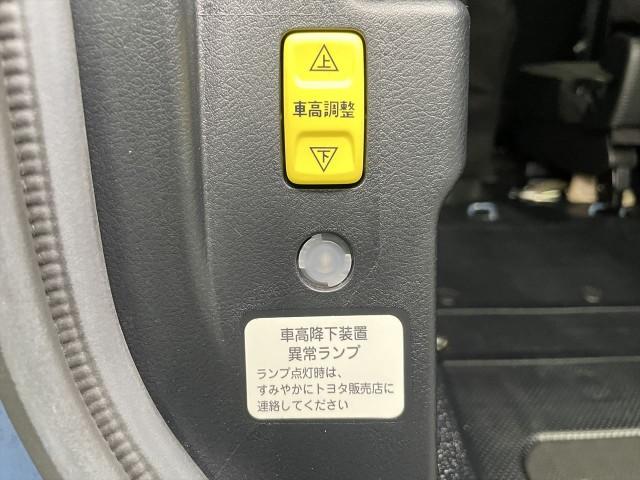 上
車高調整
下
車高降下装置
異常ランプ
ランプ点灯時は、
すみやかにトヨタ販売店に
連絡してください